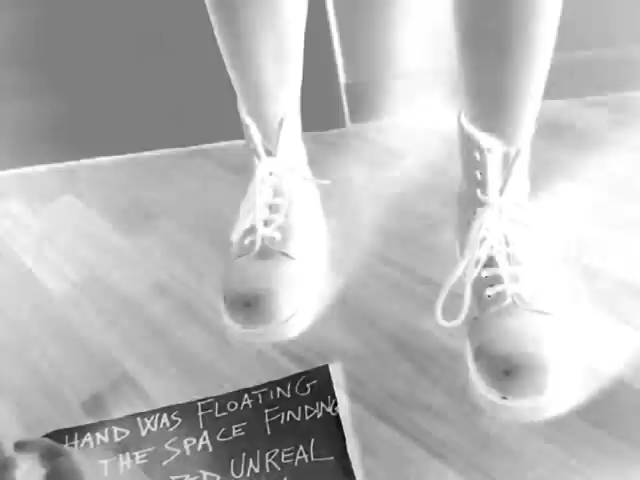 HAND WAS FLOATING
THE SPACE FINDING
UNREAL